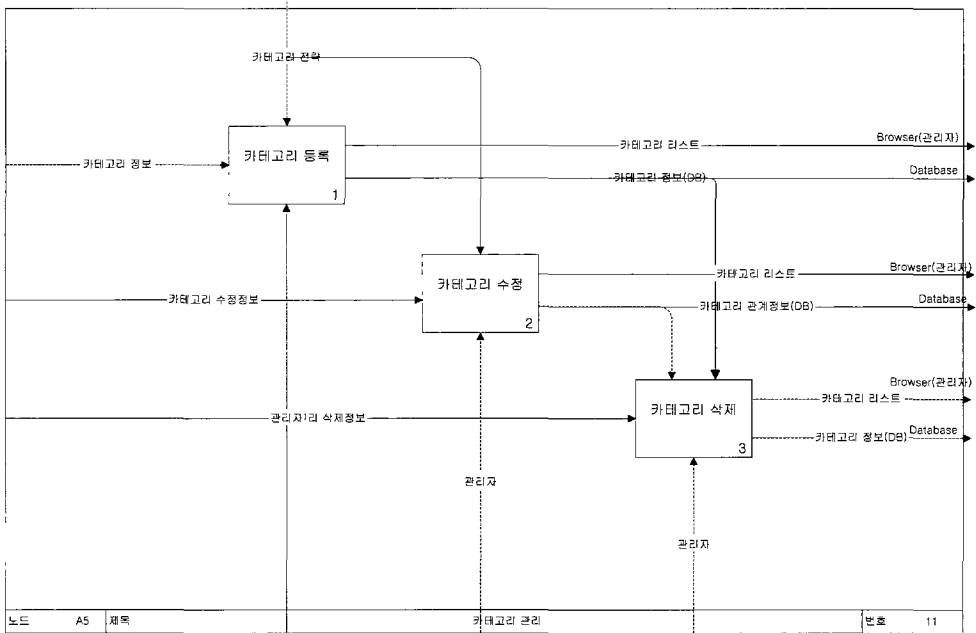 카테고리 전략
카테고리 등록
1
카테고리 정보
카테고리 리스트
Browser(관리자)
카테고리 정보(DB)
Database
카테고리 수정
2
카테고리 수정정보
카테고리 리스트
Browser(관리자)
카테고리 관계정보(DB)
Database
카테고리 삭제
3
삭제정보
카테고리 리스트
Browser(관리자)
카테고리 정보(DB)
Database
관리자
관리자
노드 A5 제목 카테고리 관리 번호 11